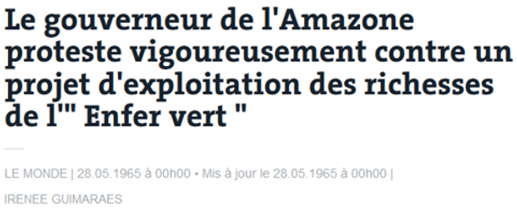 Le gouverneur de l'Amazone
proteste vigoureusement contre un
projet d'exploitation des richesses
de l'" Enfer vert "
LE MONDE | 28.05.1965 à 00h00 • Mis à jour le 28.05.1965 à 00h00 |
IRENEE GUIMARAES